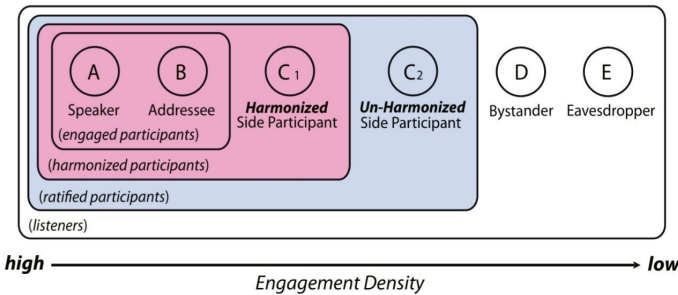 A B C1 C2 D E
Speaker Addressee Harmonized Un-Harmonized Bystander Eavesdropper
Side Participant Side Participant
(engaged participants)
(harmonized participants)
(ratified participants)
(listeners)
high low
Engagement Density